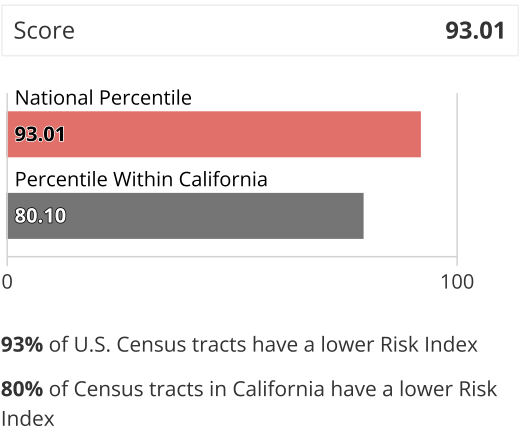 Score 93.01
National Percentile
93.01
Percentile Within California
80.10
0 100
93% of U.S. Census tracts have a lower Risk Index
80% of Census tracts in California have a lower Risk
Index